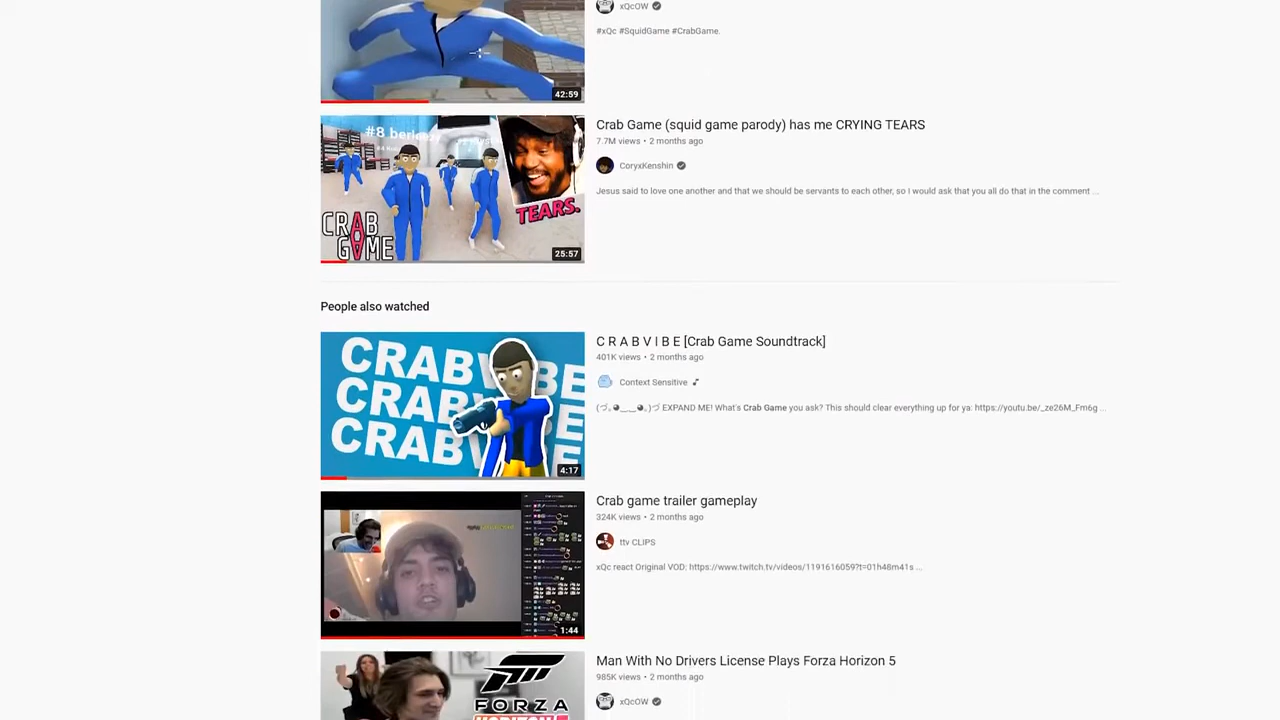 xQcOW
#xQc #SquidGame #CrabGame.
42:59
#8 berleezy
CRAB
GAME
TEARS.
25:57
Crab Game (squid game parody) has me CRYING TEARS
7.7M views • 2 months ago
CoryxKenshin
Jesus said to love one another and that we should be servants to each other, so I would ask that you all do that in the comment ...
People also watched
CRABV BE
CRAB
CRAB
4:17
C R A B V I B E [Crab Game Soundtrack]
401K views • 2 months ago
Context Sensitive
(づ｡◕‿‿◕｡)づ EXPAND ME! What's Crab Game you ask? This should clear everything up for ya: https://youtu.be/_ze26M_Fm6g ...
1:44
Crab game trailer gameplay
324K views • 2 months ago
ttv CLIPS
xQc react Original VOD: https://www.twitch.tv/videos/1191616059?t=01h48m41s ...
FORZA
Man With No Drivers License Plays Forza Horizon 5
985K views • 2 months ago
xQcOW